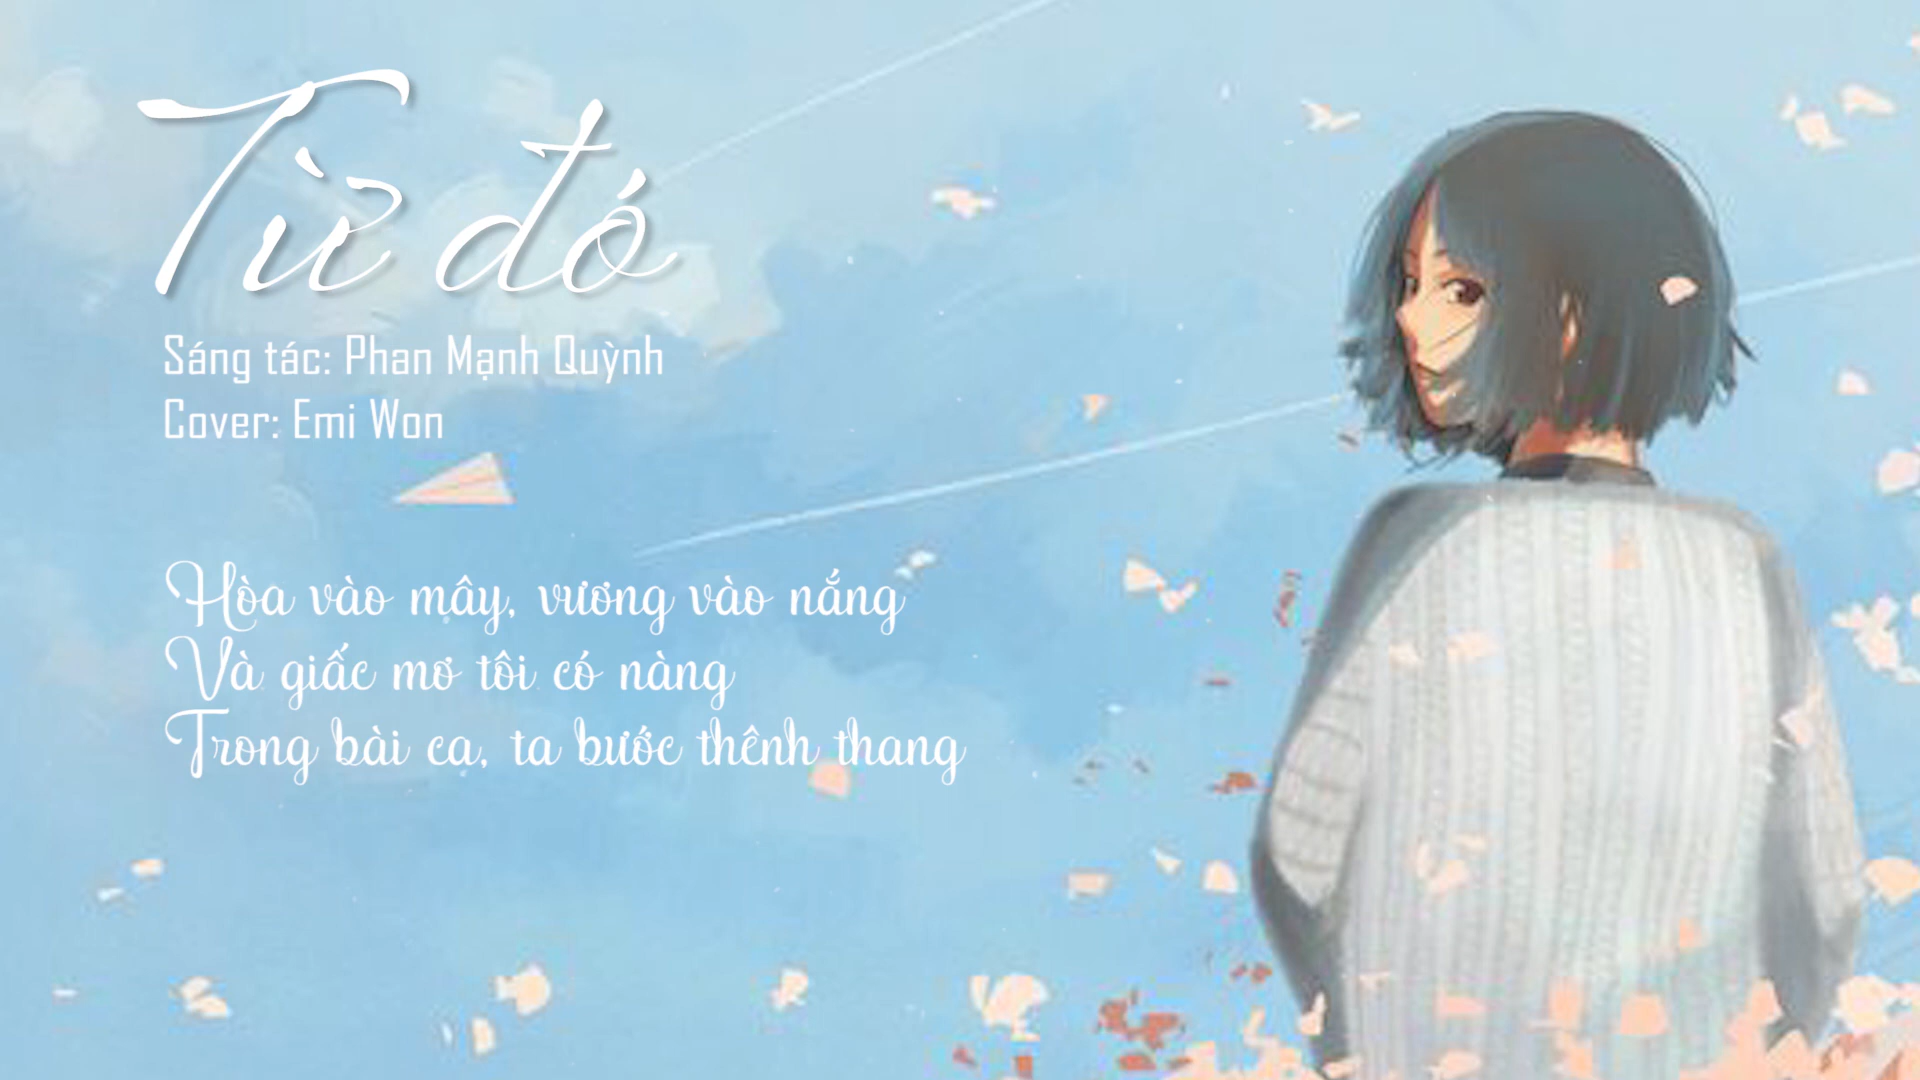 Từ đó
Sáng tác: Phan Mạnh Quỳnh
Cover: Emi Won
Hòa vào mây, vương vào nắng
Và giấc mơ tôi có nàng
Trong bài ca, ta bước thênh thang